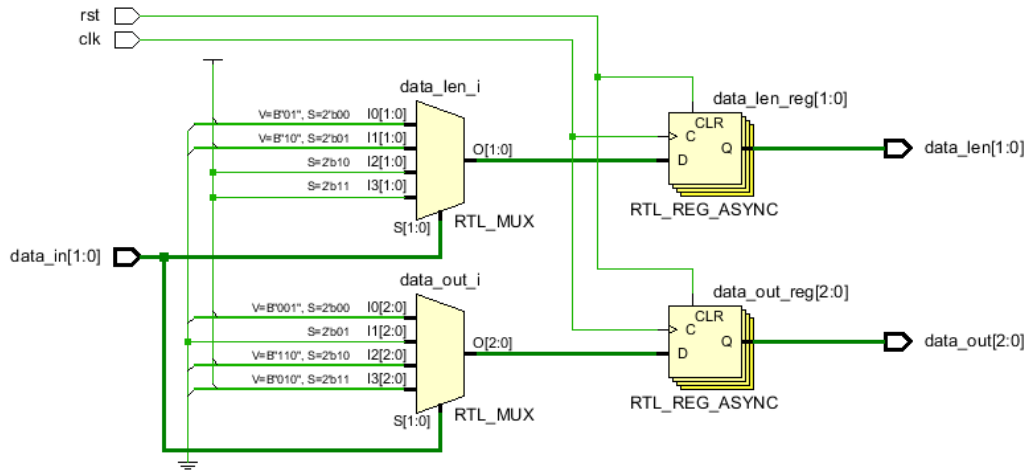 rst
clk
data_len_i
V=B"01", S=2'b00 I0[1:0]
V=B"10", S=2'b01 I1[1:0]
S=2'b10 I2[1:0]
S=2'b11 I3[1:0]
O[1:0]
S[1:0]
RTL_MUX
data_len_reg[1:0]
CLR
C
D
Q
RTL_REG_ASYNC
data_len[1:0]
data_in[1:0]
data_out_i
V=B"001", S=2'b00 I0[2:0]
S=2'b01 I1[2:0]
V=B"110", S=2'b10 I2[2:0]
V=B"010", S=2'b11 I3[2:0]
O[2:0]
S[1:0]
RTL_MUX
data_out_reg[2:0]
CLR
C
D
Q
RTL_REG_ASYNC
data_out[2:0]